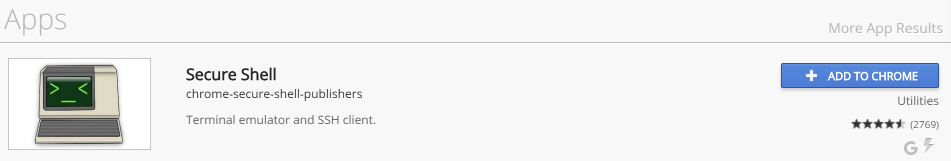 Apps
More App Results
>_<
Secure Shell
chrome-secure-shell-publishers
Terminal emulator and SSH client.
+ ADD TO CHROME
Utilities
(2769)
G